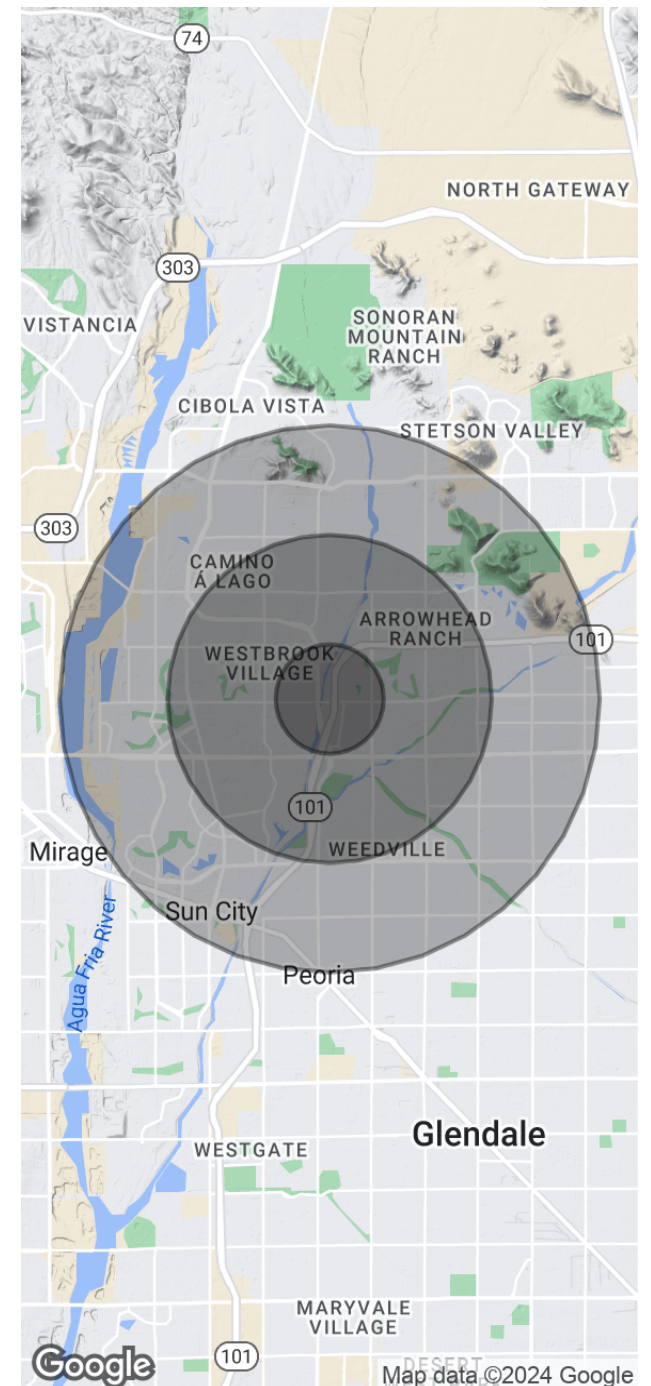 74
NORTH GATEWAY
303
VISTANCIA
SONORAN
MOUNTAIN
RANCH
CIBOLA VISTA
STETSON VALLEY
303
CAMINO
Á LAGO
ARROWHEAD
RANCH
101
WESTBROOK
VILLAGE
101
WEEDVILLE
Mirage
Sun City
Agua Fria River
Peoria
Glendale
WESTGATE
MARYVALE
VILLAGE
101
DESERT
Google
Map data ©2024 Google